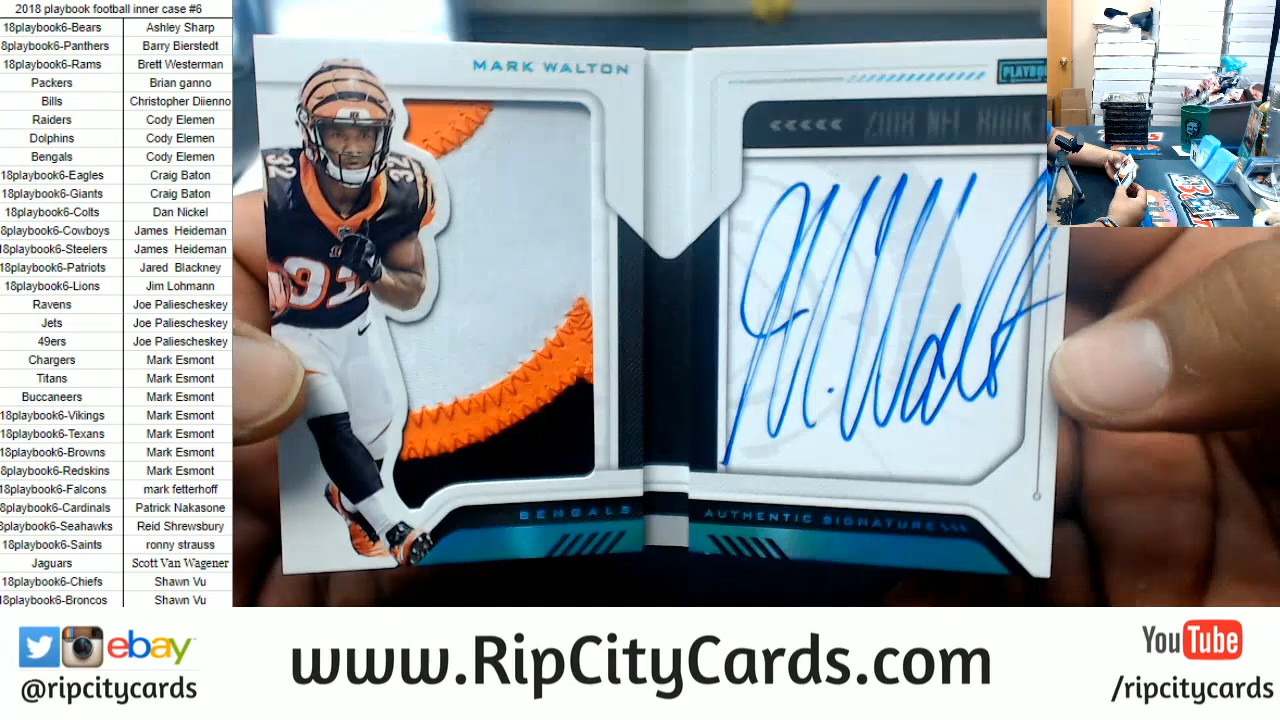 2018 playbook football inner case #6
18playbook6-Bears Ashley Sharp
8playbook6-Panthers Barry Bierstedt
18playbook6-Rams Brett Westerman
Packers Brian ganno
Bills Christopher Diienno
Raiders Cody Elemen
Dolphins Cody Elemen
Bengals Cody Elemen
18playbook6-Eagles Craig Baton
18playbook6-Giants Craig Baton
18playbook6-Colts Dan Nickel
8playbook6-Cowboys James Heideman
8playbook6-Steelers James Heideman
18playbook6-Patriots Jared Blackney
18playbook6-Lions Jim Lohmann
Ravens Joe Paliescheskey
Jets Joe Paliescheskey
49ers Joe Paliescheskey
Chargers Mark Esmont
Titans Mark Esmont
Buccaneers Mark Esmont
18playbook6-Vikings Mark Esmont
18playbook6-Texans Mark Esmont
18playbook6-Browns Mark Esmont
8playbook6-Redskins Mark Esmont
18playbook6-Falcons mark fetterhoff
8playbook6-Cardinals Patrick Nakasone
8playbook6-Seahawks Reid Shrewsbury
18playbook6-Saints ronny strauss
Jaguars Scott Van Wagener
18playbook6-Chiefs Shawn Vu
18playbook6-Broncos Shawn Vu
MARK WALTON
32 32
32
BENGALS
M. Walt
AUTHENTIC SIGNATURE
ebay
@ripcitycards
www.RipCityCards.com
YouTube
/ripcitycards